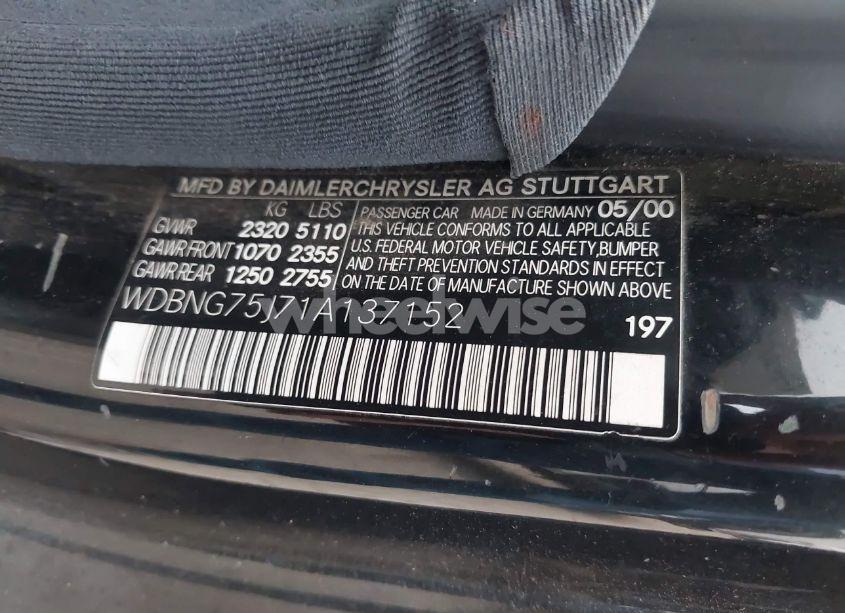 MFD BY DAIMLERCHRYSLER AG STUTTGART
KG LBS
GVWR 2320 5110
GAWR FRONT 1070 2355
GAWR REAR 1250 2755
PASSENGER CAR MADE IN GERMANY 05/00
THIS VEHICLE CONFORMS TO ALL APPLICABLE
U.S. FEDERAL MOTOR VEHICLE SAFETY, BUMPER
AND THEFT PREVENTION STANDARDS IN EFFECT
ON THE DATE OF MANUFACTURE SHOWN ABOVE
WDBNG75J71A137152
wheelwise
197